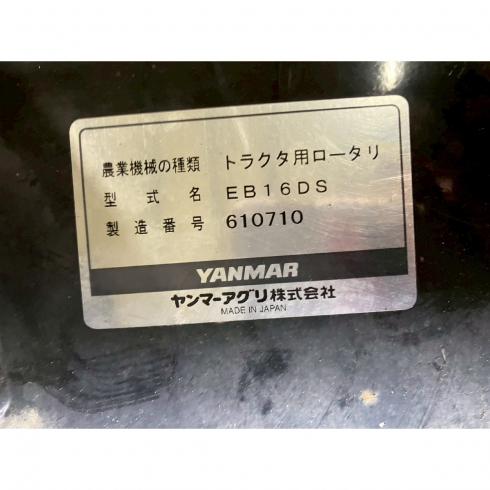 農業機械の種類 トラクタ用ロータリ
型式名 EB16DS
製造番号 610710
YANMAR
ヤンマーアグリ株式会社
MADE IN JAPAN